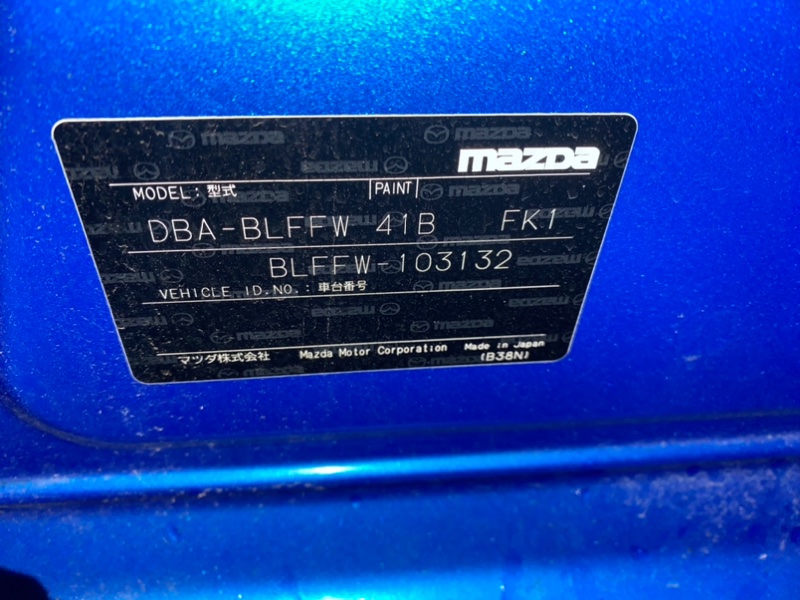 mazda
MODEL: 型式 PAINT
DBA-BLFFW 41B FK1
BLFFW-103132
VEHICLE ID.NO.: 車台番号
マツダ株式会社 Mazda Motor Corporation Made in Japan
(B38N)